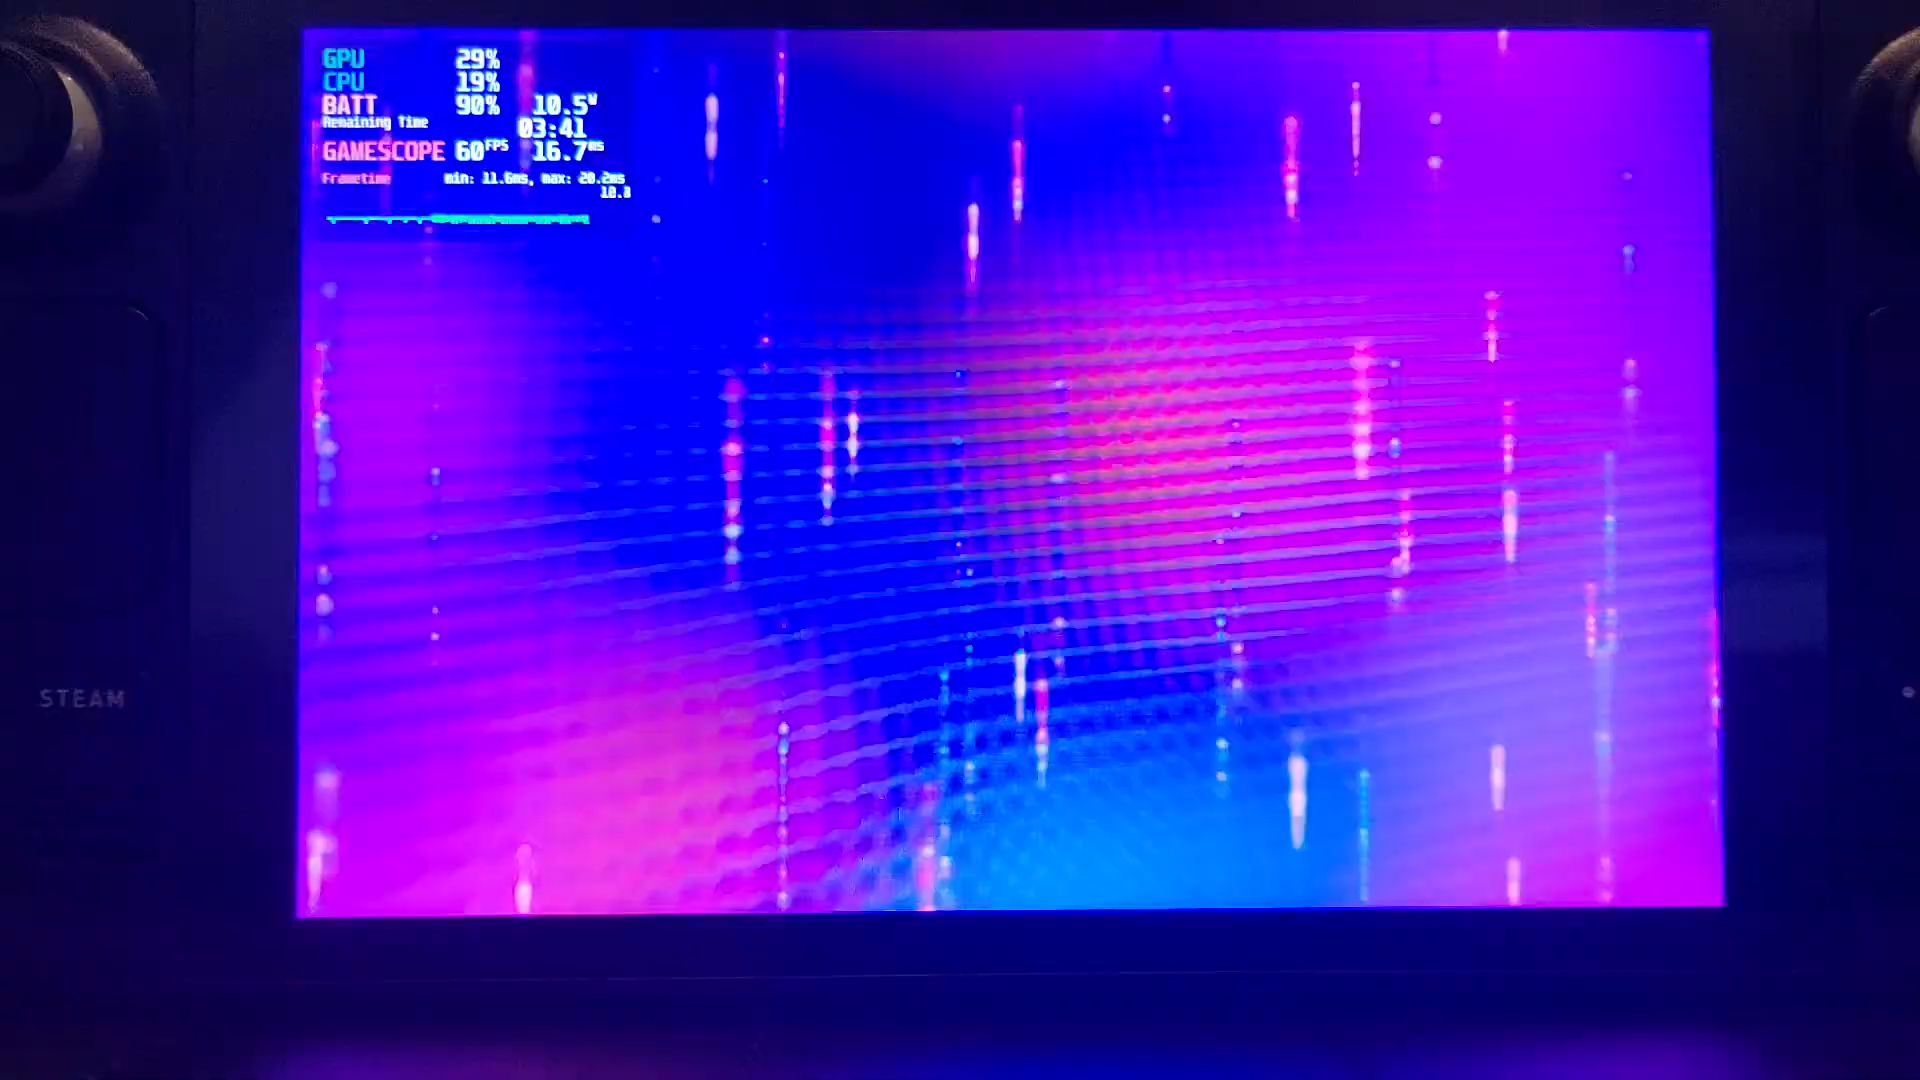 GPU 29%
CPU 19%
BATT 90% 10.5W
Remaining Time 03:41
GAMESCOPE 60FPS 16.7ms
Frametime min: 11.6ms, max: 20.2ms
STEAM